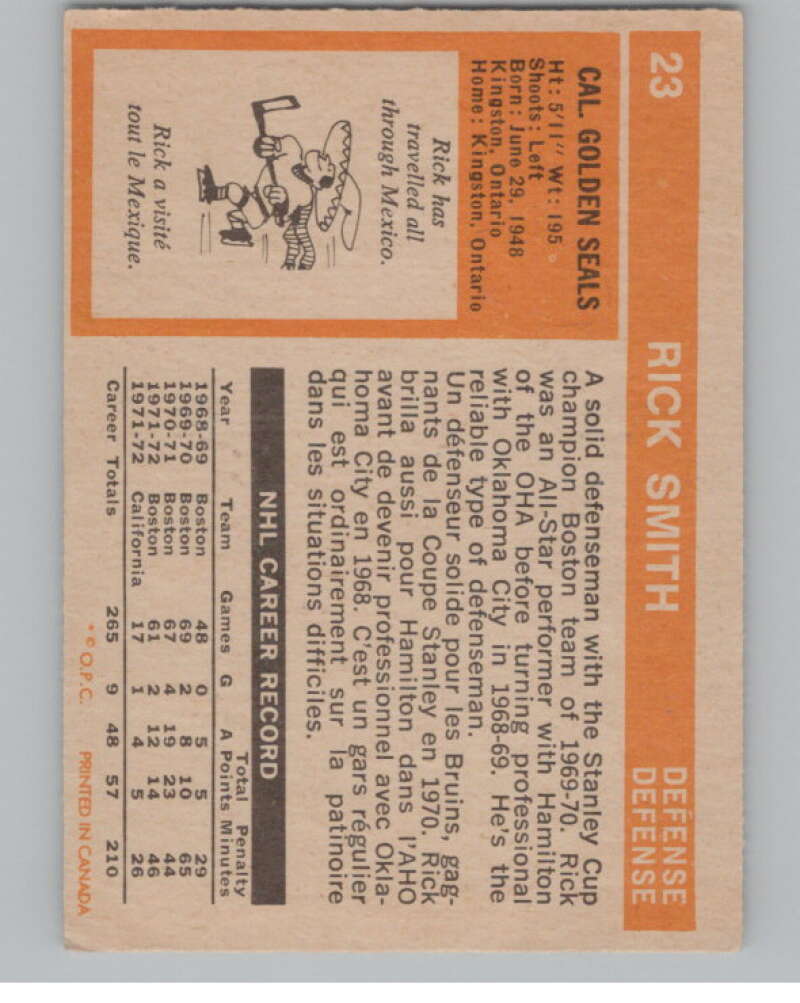 23 RICK SMITH DEFENSE
DEFENSE
CAL. GOLDEN SEALS
Ht: 5'11" Wt: 195
Shoots: Left
Born: June 29, 1948
Kingston, Ontario
Home: Kingston, Ontario
Rick has
travelled all
through Mexico.
Rick a visité
tout le Mexique.
A solid defenseman with the Stanley Cup
champion Boston team of 1969-70. Rick
was an All-Star performer with Hamilton
of the OHA before turning professional
with Oklahoma City in 1968-69. He's the
reliable type of defenseman.
Un défenseur solide pour les Bruins, gag-
nants de la Coupe Stanley en 1970. Rick
brilla aussi pour Hamilton dans l'AHO
avant de devenir professionnel avec Okla-
homa City en 1968. C'est un gars régulier
qui est ordinairement sur la patinoire
dans les situations difficiles.
NHL CAREER RECORD
Total Penalty
Year Team Games G A Points Minutes
1968-69 Boston 48 0 5 5 29
1969-70 Boston 69 2 8 10 65
1970-71 Boston 67 4 19 23 44
1971-72 Boston 61 2 12 14 46
1971-72 California 17 1 4 5 26
Career Totals 265 9 48 57 210
* © O.P.C. PRINTED IN CANADA